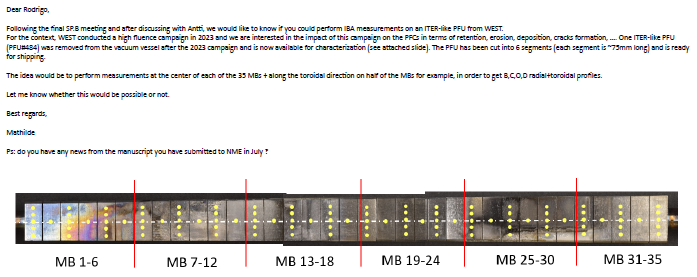 Dear Rodrigo,
Following the final SP.B meeting and after discussing with Antti, we would like to know if you could perform IBA measurements on an ITER-like PFU from WEST.
For the context, WEST conducted a high fluence campaign in 2023 and we are interested in the impact of this campaign on the PFCs in terms of retention, erosion, deposition, cracks formation, .... One ITER-like PFU
(PFU#484) was removed from the vacuum vessel after the 2023 campaign and is now available for characterization (see attached slide). The PFU has been cut into 6 segments (each segment is ~75mm long) and is ready
for shipping.
The idea would be to perform measurements at the center of each of the 35 MBs + along the toroidal direction on half of the MBs for example, in order to get B,C,O,D radial+toroidal profiles.
Let me know whether this would be possible or not.
Best regards,
Mathilde
Ps: do you have any news from the manuscript you have submitted to NME in July ?
MB 1-6 MB 7-12 MB 13-18 MB 19-24 MB 25-30 MB 31-35